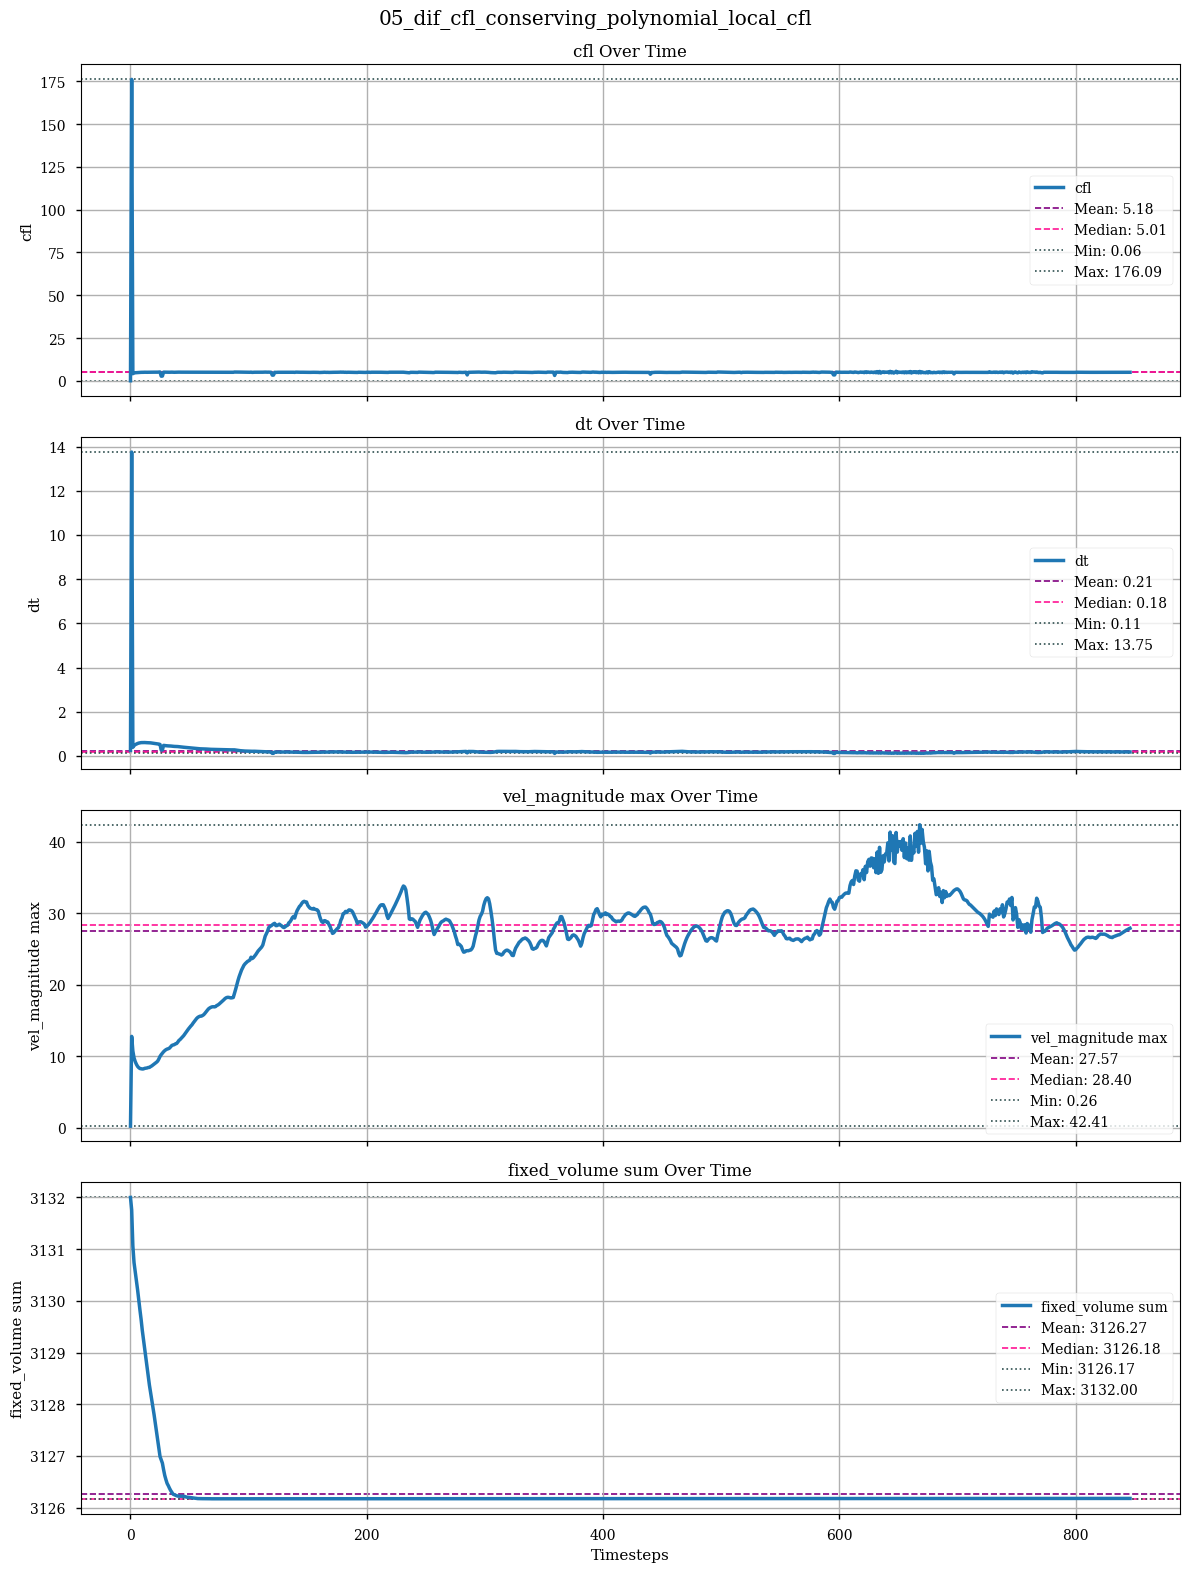 05_dif_cfl_conserving_polynomial_local_cfl
cfl Over Time
175
150
125
100
75
50
25
0
cfl
cfl
Mean: 5.18
Median: 5.01
Min: 0.06
Max: 176.09
dt Over Time
14
12
10
8
6
4
2
0
dt
dt
Mean: 0.21
Median: 0.18
Min: 0.11
Max: 13.75
vel_magnitude max Over Time
40
30
20
10
0
vel_magnitude max
vel_magnitude max
Mean: 27.57
Median: 28.40
Min: 0.26
Max: 42.41
fixed_volume sum Over Time
3132
3131
3130
3129
3128
3127
3126
fixed_volume sum
fixed_volume sum
Mean: 3126.27
Median: 3126.18
Min: 3126.17
Max: 3132.00
0 200 400 600 800
Timesteps